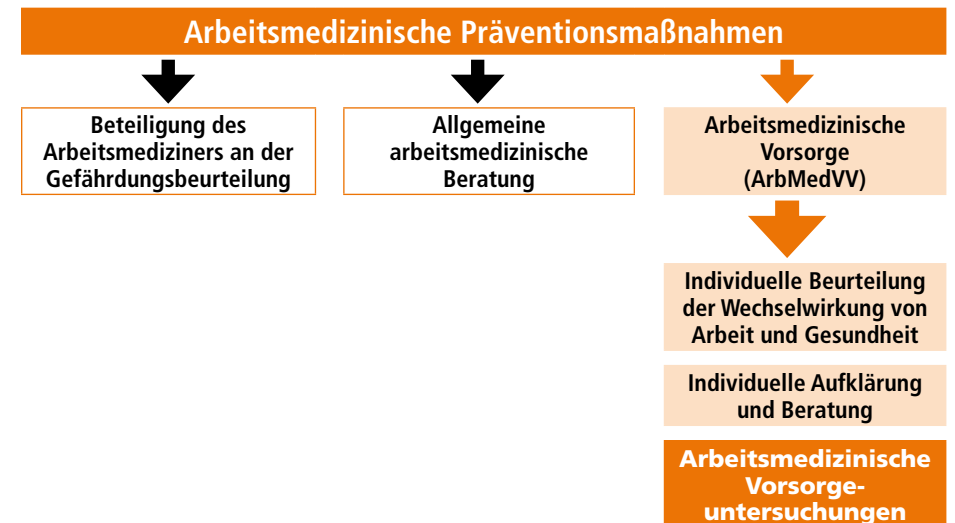 Arbeitsmedizinische Präventionsmaßnahmen
Beteiligung des
Arbeitsmediziners an der
Gefährdungsbeurteilung
Allgemeine
arbeitsmedizinische
Beratung
Arbeitsmedizinische
Vorsorge
(ArbMedVV)
Individuelle Beurteilung
der Wechselwirkung von
Arbeit und Gesundheit
Individuelle Aufklärung
und Beratung
Arbeitsmedizinische
Vorsorge-
untersuchungen